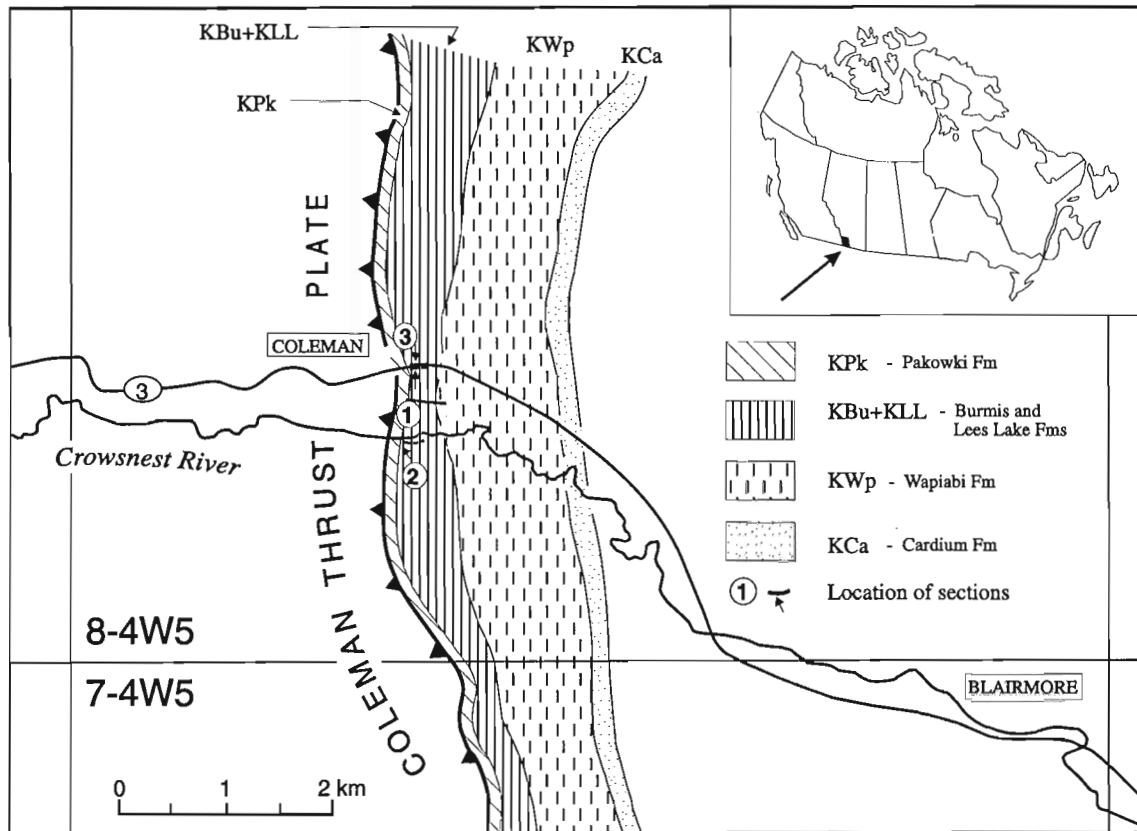 KBu+KLL
KWp
KCa
KPk
COLEMAN THRUST PLATE
COLEMAN
3
3
1
2
Crowsnest River
8-4W5
7-4W5
BLAIRMORE
0 1 2 km
KPk - Pakowki Fm
KBu+KLL - Burmis and
Lees Lake Fms
KWp - Wapiabi Fm
KCa - Cardium Fm
1 Location of sections